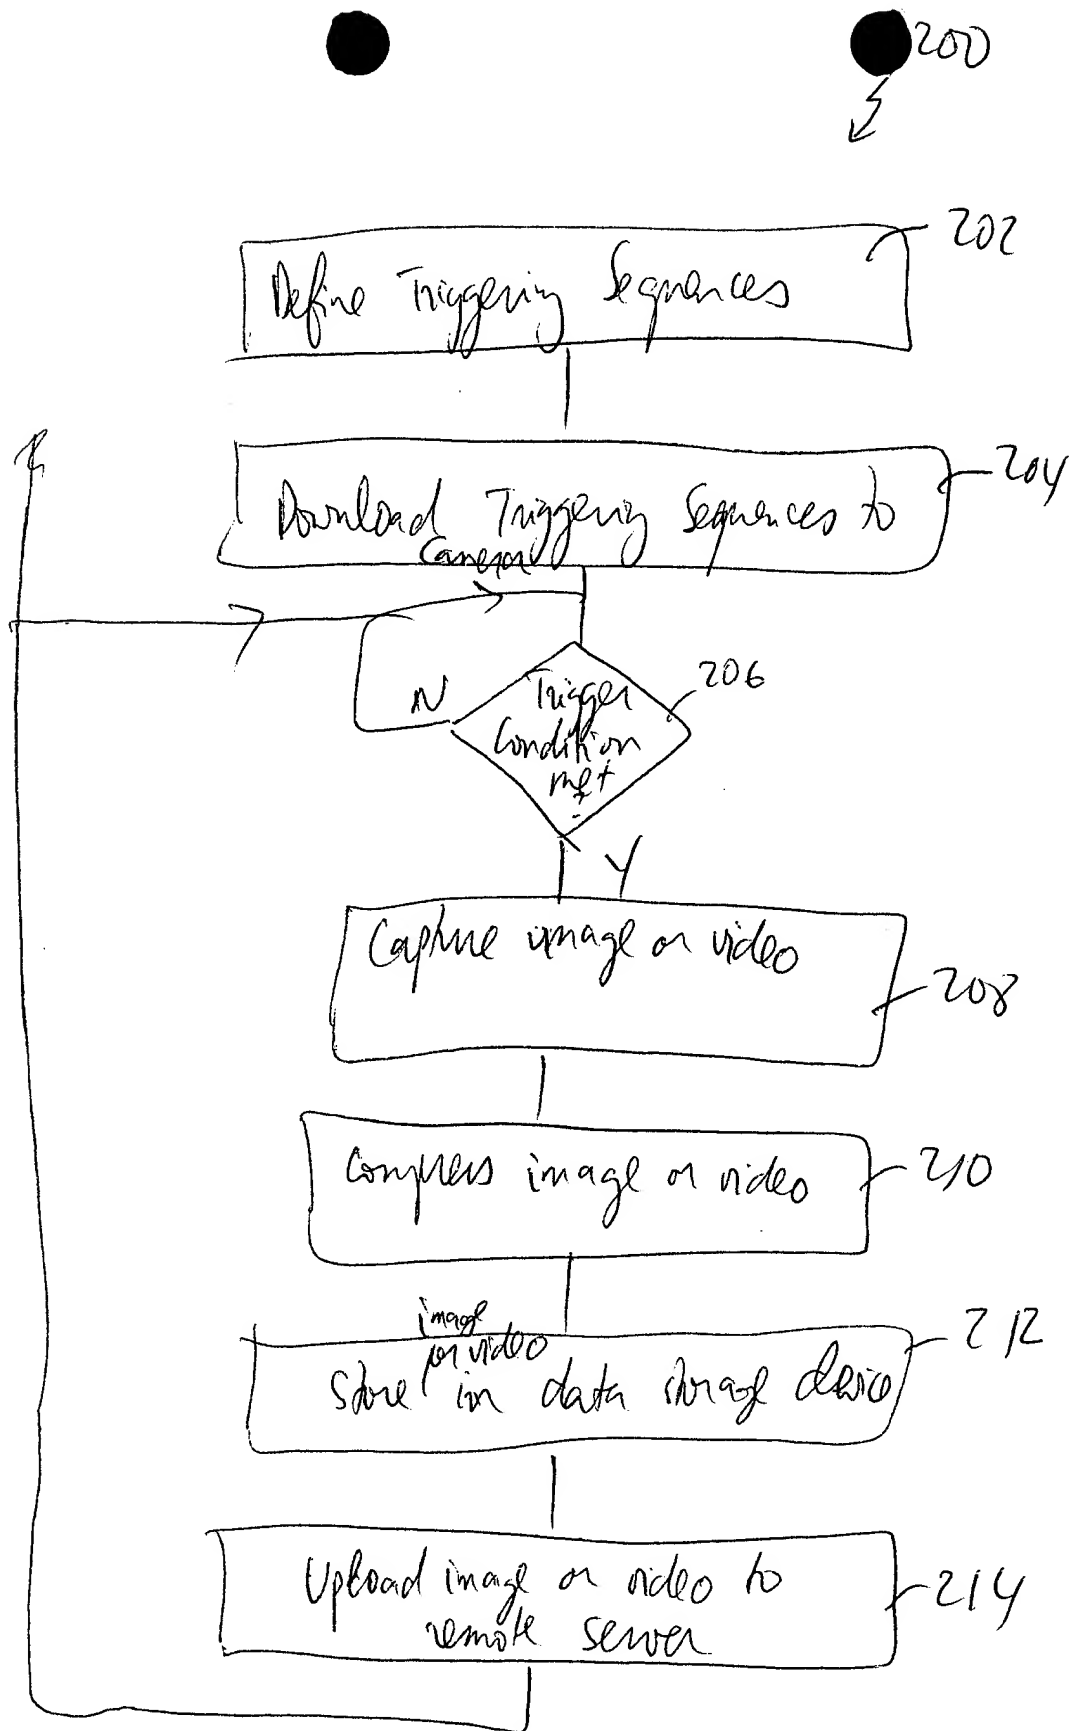 200
202
Define Triggering Sequences
204
Download Triggering Sequences to
Camera
206
N
Trigger
Condition
met
?
Y
Capture image or video
208
Compress image or video
210
212
image
or video
Store in data storage device
Upload image or video to
remote server
214